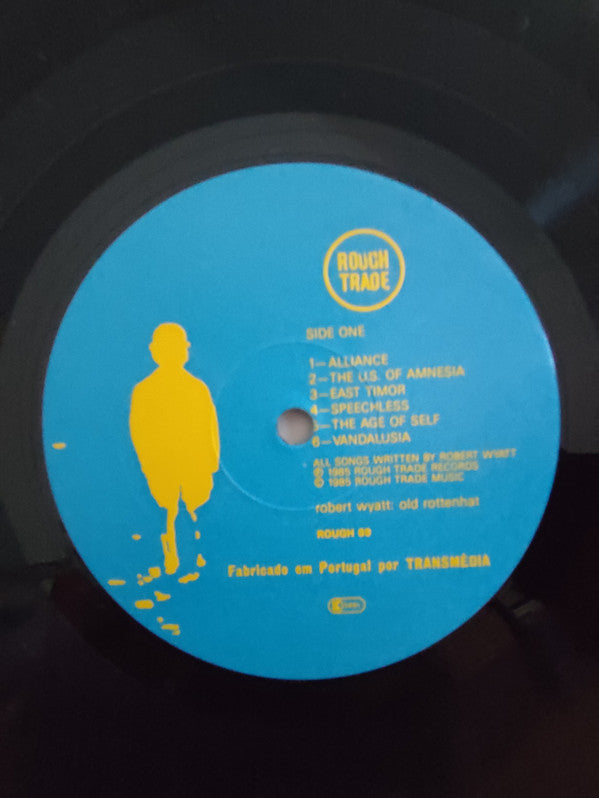 ROUGH
TRADE
SIDE ONE
1–ALLIANCE
2–THE U.S. OF AMNESIA
3–EAST TIMOR
4–SPEECHLESS
5–THE AGE OF SELF
6–VANDALUSIA
ALL SONGS WRITTEN BY ROBERT WYATT
℗ 1985 ROUGH TRADE RECORDS
© 1985 ROUGH TRADE MUSIC
robert wyatt: old rottenhat
ROUGH 69
Fabricado em Portugal por TRANSMÉDIA